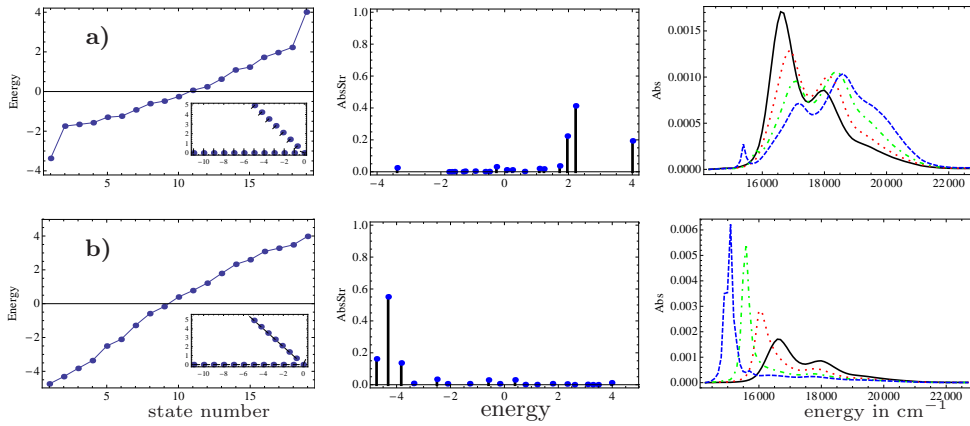 a)
Energy
4
2
0
−2
−4
5
4
3
2
1
0
−10 −8 −6 −4 −2 0
0 5 10 15
AbsStr
1.0
0.8
0.6
0.4
0.2
0.0
−4 −2 0 2 4
Abs
0.0015
0.0010
0.0005
0.0000
16000 18000 20000 22000
b)
Energy
4
2
0
−2
−4
5
4
3
2
1
0
−10 −8 −6 −4 −2 0
0 5 10 15
state number
AbsStr
1.0
0.8
0.6
0.4
0.2
0.0
−4 −2 0 2 4
energy
Abs
0.006
0.005
0.004
0.003
0.002
0.001
0.000
16000 18000 20000 22000
energy in cm⁻¹